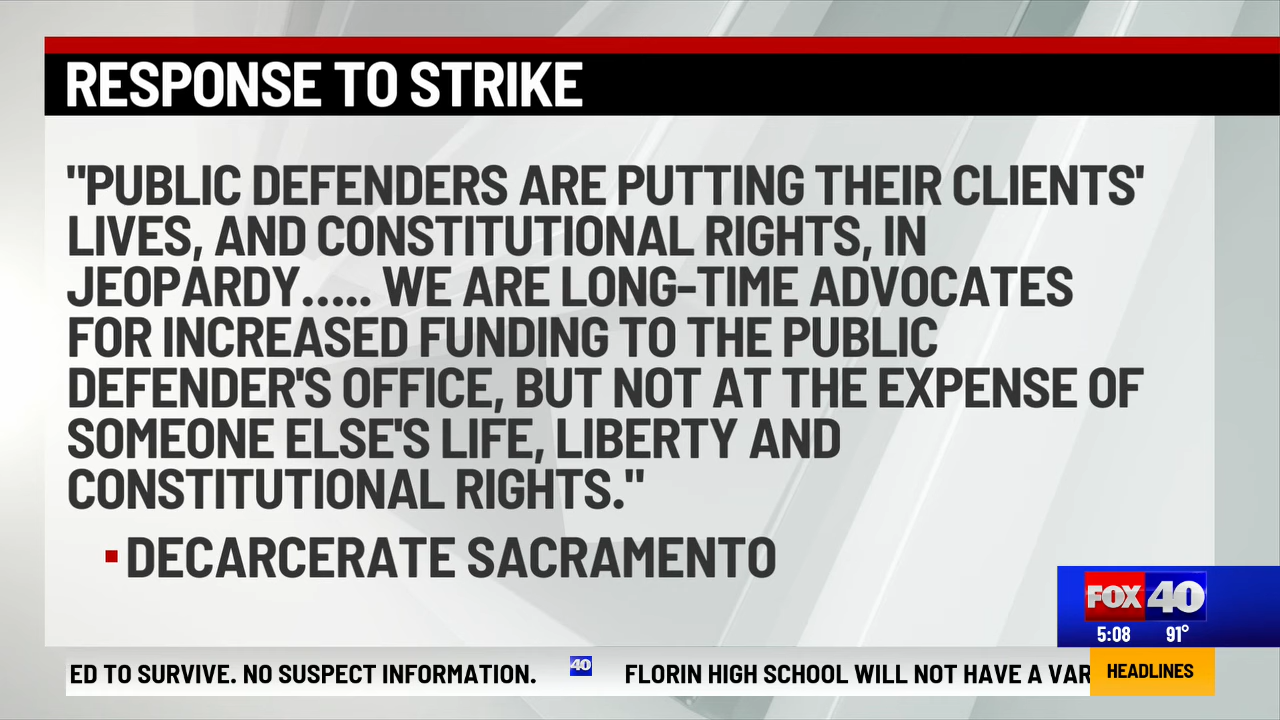 RESPONSE TO STRIKE
"PUBLIC DEFENDERS ARE PUTTING THEIR CLIENTS'
LIVES, AND CONSTITUTIONAL RIGHTS, IN
JEOPARDY..... WE ARE LONG-TIME ADVOCATES
FOR INCREASED FUNDING TO THE PUBLIC
DEFENDER'S OFFICE, BUT NOT AT THE EXPENSE OF
SOMEONE ELSE'S LIFE, LIBERTY AND
CONSTITUTIONAL RIGHTS."
DECARCERATE SACRAMENTO
FOX 40
5:08 91°
ED TO SURVIVE. NO SUSPECT INFORMATION. 40 FLORIN HIGH SCHOOL WILL NOT HAVE A VAR
HEADLINES